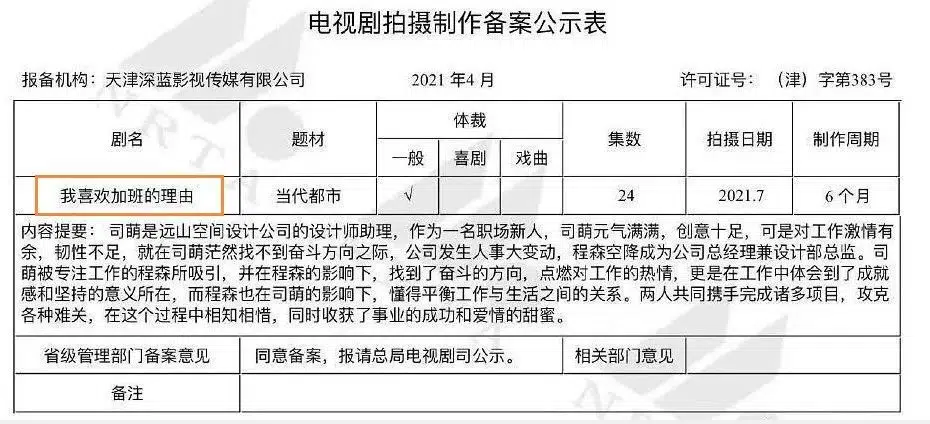 电视剧拍摄制作备案公示表
报备机构：天津深蓝影视传媒有限公司 2021年4月 许可证号：（津）字第383号
剧名 题材 体裁 集数 拍摄日期 制作周期
一般 喜剧 戏曲
我喜欢加班的理由 当代都市 √ 24 2021.7 6个月
内容提要： 司萌是远山空间设计公司的设计师助理，作为一名职场新人，司萌元气满满，创意十足，可是对工作激情有
余，韧性不足，就在司萌茫然找不到奋斗方向之际，公司发生人事大变动，程森空降成为公司总经理兼设计部总监。司
萌被专注工作的程森所吸引，并在程森的影响下，找到了奋斗的方向，点燃对工作的热情，更是在工作中体会到了成就
感和坚持的意义所在，而程森也在司萌的影响下，懂得平衡工作与生活之间的关系。两人共同携手完成诸多项目，攻克
各种难关，在这个过程中相知相惜，同时收获了事业的成功和爱情的甜蜜。
省级管理部门备案意见 同意备案，报请总局电视剧司公示。 相关部门意见
备注
NRTA
NRTA